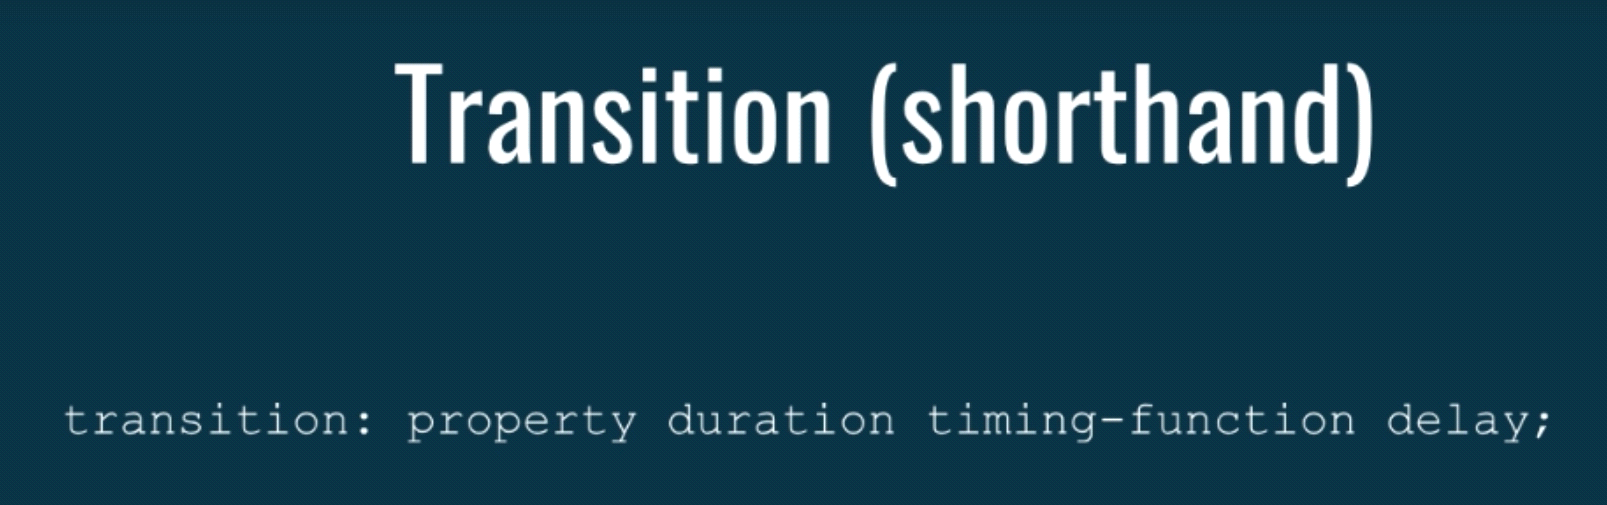 Transition (shorthand)
transition: property duration timing-function delay;